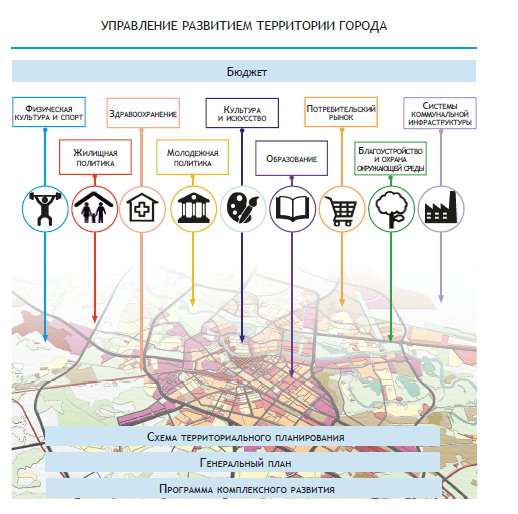 УПРАВЛЕНИЕ РАЗВИТИЕМ ТЕРРИТОРИИ ГОРОДА
Бюджет
Физическая
культура и спорт
Здравоохранение
Культура
и искусство
Потребительский
рынок
Системы
коммунальной
инфраструктуры
Жилищная
политика
Молодежная
политика
Образование
Благоустройство
и охрана
окружающей среды
Схема территориального планирования
Генеральный план
Программа комплексного развития